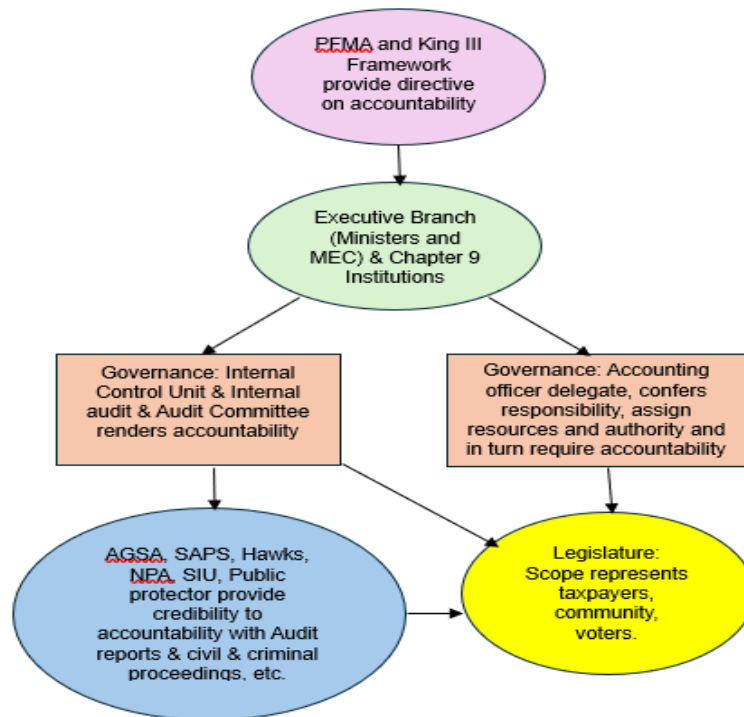 PFMA and King III
Framework
provide directive
on accountability
Executive Branch
(Ministers and
MEC) & Chapter 9
Institutions
Governance: Internal
Control Unit & Internal
audit & Audit Committee
renders accountability
Governance: Accounting
officer delegate, confers
responsibility, assign
resources and authority and
in turn require accountability
AGSA, SAPS, Hawks,
NPA, SIU, Public
protector provide
credibility to
accountability with Audit
reports & civil & criminal
proceedings, etc.
Legislature:
Scope represents
taxpayers,
community,
voters.